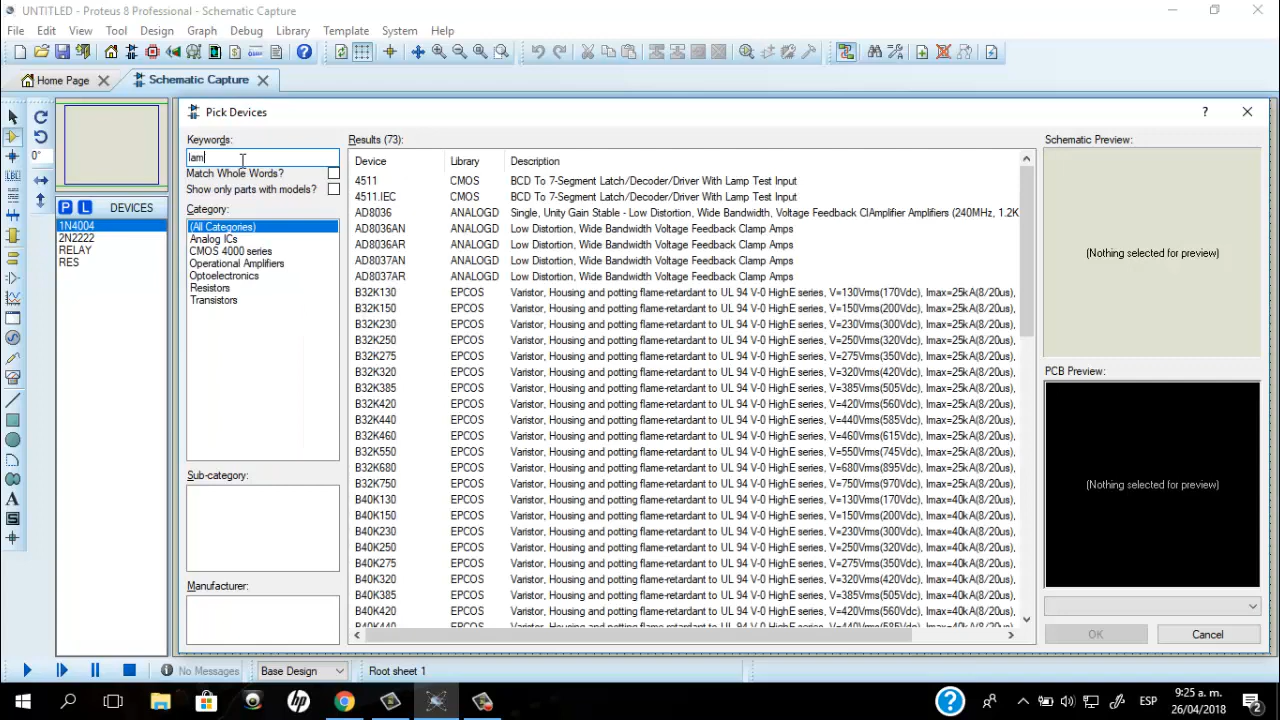 UNTITLED - Proteus 8 Professional - Schematic Capture
File Edit View Tool Design Graph Debug Library Template System Help
Home Page
Schematic Capture
Pick Devices
?
Keywords:
lam
Match Whole Words?
Show only parts with models?
Category:
(All Categories)
Analog ICs
CMOS 4000 series
Operational Amplifiers
Optoelectronics
Resistors
Transistors
Sub-category:
Manufacturer:
0°
P L DEVICES
1N4004
2N2222
RELAY
RES
Results (73):
Device Library Description
4511 CMOS BCD To 7-Segment Latch/Decoder/Driver With Lamp Test Input
4511.IEC CMOS BCD To 7-Segment Latch/Decoder/Driver With Lamp Test Input
AD8036 ANALOGD Single, Unity Gain Stable - Low Distortion, Wide Bandwidth, Voltage Feedback ClAmplifier Amplifiers (240MHz, 1.2K
AD8036AN ANALOGD Low Distortion, Wide Bandwidth Voltage Feedback Clamp Amps
AD8036AR ANALOGD Low Distortion, Wide Bandwidth Voltage Feedback Clamp Amps
AD8037AN ANALOGD Low Distortion, Wide Bandwidth Voltage Feedback Clamp Amps
AD8037AR ANALOGD Low Distortion, Wide Bandwidth Voltage Feedback Clamp Amps
B32K130 EPCOS Varistor, Housing and potting flame-retardant to UL 94 V-0 HighE series, V=130Vrms(170Vdc), Imax=25kA(8/20us),
B32K150 EPCOS Varistor, Housing and potting flame-retardant to UL 94 V-0 HighE series, V=150Vrms(200Vdc), Imax=25kA(8/20us),
B32K230 EPCOS Varistor, Housing and potting flame-retardant to UL 94 V-0 HighE series, V=230Vrms(300Vdc), Imax=25kA(8/20us),
B32K250 EPCOS Varistor, Housing and potting flame-retardant to UL 94 V-0 HighE series, V=250Vrms(320Vdc), Imax=25kA(8/20us),
B32K275 EPCOS Varistor, Housing and potting flame-retardant to UL 94 V-0 HighE series, V=275Vrms(350Vdc), Imax=25kA(8/20us),
B32K320 EPCOS Varistor, Housing and potting flame-retardant to UL 94 V-0 HighE series, V=320Vrms(420Vdc), Imax=25kA(8/20us),
B32K385 EPCOS Varistor, Housing and potting flame-retardant to UL 94 V-0 HighE series, V=385Vrms(505Vdc), Imax=25kA(8/20us),
B32K420 EPCOS Varistor, Housing and potting flame-retardant to UL 94 V-0 HighE series, V=420Vrms(560Vdc), Imax=25kA(8/20us),
B32K440 EPCOS Varistor, Housing and potting flame-retardant to UL 94 V-0 HighE series, V=440Vrms(585Vdc), Imax=25kA(8/20us),
B32K460 EPCOS Varistor, Housing and potting flame-retardant to UL 94 V-0 HighE series, V=460Vrms(615Vdc), Imax=25kA(8/20us),
B32K550 EPCOS Varistor, Housing and potting flame-retardant to UL 94 V-0 HighE series, V=550Vrms(745Vdc), Imax=25kA(8/20us),
B32K680 EPCOS Varistor, Housing and potting flame-retardant to UL 94 V-0 HighE series, V=680Vrms(895Vdc), Imax=25kA(8/20us),
B32K750 EPCOS Varistor, Housing and potting flame-retardant to UL 94 V-0 HighE series, V=750Vrms(970Vdc), Imax=25kA(8/20us),
B40K130 EPCOS Varistor, Housing and potting flame-retardant to UL 94 V-0 HighE series, V=130Vrms(170Vdc), Imax=40kA(8/20us),
B40K150 EPCOS Varistor, Housing and potting flame-retardant to UL 94 V-0 HighE series, V=150Vrms(200Vdc), Imax=40kA(8/20us),
B40K230 EPCOS Varistor, Housing and potting flame-retardant to UL 94 V-0 HighE series, V=230Vrms(300Vdc), Imax=40kA(8/20us),
B40K250 EPCOS Varistor, Housing and potting flame-retardant to UL 94 V-0 HighE series, V=250Vrms(320Vdc), Imax=40kA(8/20us),
B40K275 EPCOS Varistor, Housing and potting flame-retardant to UL 94 V-0 HighE series, V=275Vrms(350Vdc), Imax=40kA(8/20us),
B40K320 EPCOS Varistor, Housing and potting flame-retardant to UL 94 V-0 HighE series, V=320Vrms(420Vdc), Imax=40kA(8/20us),
B40K385 EPCOS Varistor, Housing and potting flame-retardant to UL 94 V-0 HighE series, V=385Vrms(505Vdc), Imax=40kA(8/20us),
B40K420 EPCOS Varistor, Housing and potting flame-retardant to UL 94 V-0 HighE series, V=420Vrms(560Vdc), Imax=40kA(8/20us),
B40K440 EPCOS Varistor, Housing and potting flame-retardant to UL 94 V-0 HighE series, V=440Vrms(585Vdc), Imax=40kA(8/20us),
Schematic Preview:
(Nothing selected for preview)
PCB Preview:
(Nothing selected for preview)
OK Cancel
No Messages Base Design Root sheet 1
hp
ESP
9:25 a. m.
26/04/2018
2